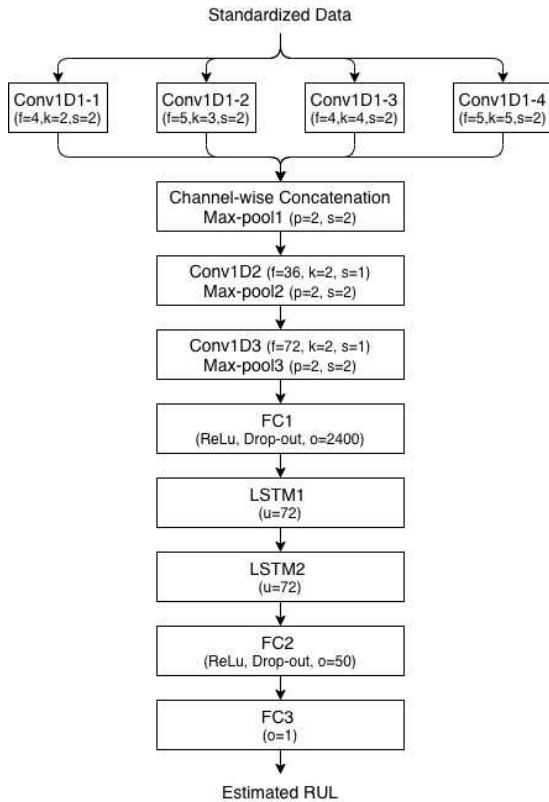 Standardized Data
Conv1D1-1
(f=4,k=2,s=2)
Conv1D1-2
(f=5,k=3,s=2)
Conv1D1-3
(f=4,k=4,s=2)
Conv1D1-4
(f=5,k=5,s=2)
Channel-wise Concatenation
Max-pool1 (p=2, s=2)
Conv1D2 (f=36, k=2, s=1)
Max-pool2 (p=2, s=2)
Conv1D3 (f=72, k=2, s=1)
Max-pool3 (p=2, s=2)
FC1
(ReLu, Drop-out, o=2400)
LSTM1
(u=72)
LSTM2
(u=72)
FC2
(ReLu, Drop-out, o=50)
FC3
(o=1)
Estimated RUL